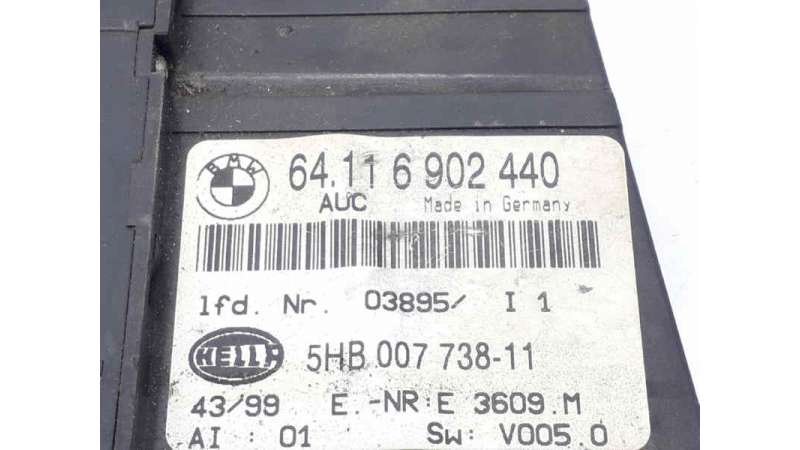 BMW 64.11 6 902 440
AUC Made in Germany
lfd. Nr. 03895/ I 1
HELLA 5HB 007 738-11
43/99 E.-NR:E 3609.M
AI : 01 Sw: V005.0